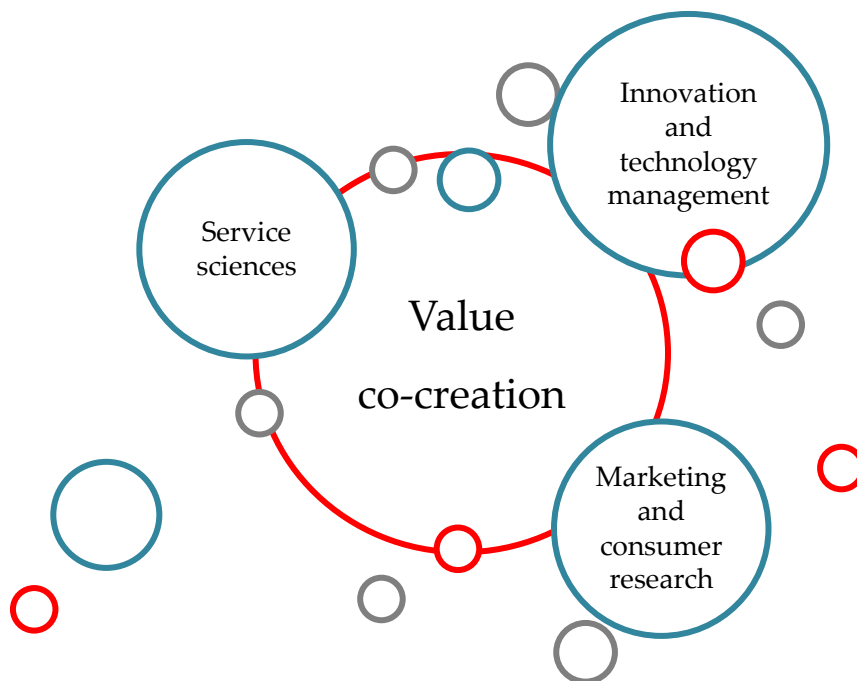 Innovation
and
technology
management
Service
sciences
Value
co-creation
Marketing
and
consumer
research